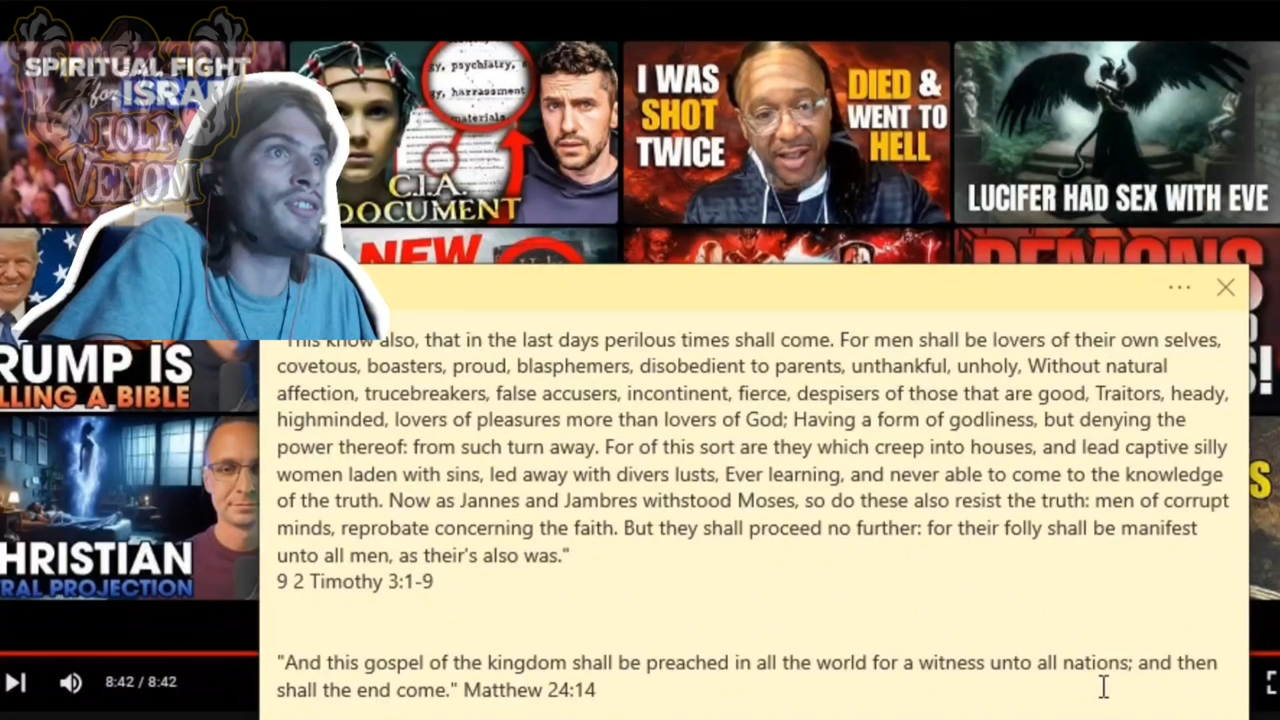 SPIRITUAL FIGHT
for ISRA
HOLY
VENOM
gy, psychiatry,
gy, harrassment
materials
C.I.A.
DOCUMENT
I WAS
SHOT
TWICE
DIED &
WENT TO
HELL
LUCIFER HAD SEX WITH EVE
NEW
DEMONS
RUMP IS
LLING A BIBLE
HRISTIAN
RAL PROJECTION
"This know also, that in the last days perilous times shall come. For men shall be lovers of their own selves,
covetous, boasters, proud, blasphemers, disobedient to parents, unthankful, unholy, Without natural
affection, trucebreakers, false accusers, incontinent, fierce, despisers of those that are good, Traitors, heady,
highminded, lovers of pleasures more than lovers of God; Having a form of godliness, but denying the
power thereof: from such turn away. For of this sort are they which creep into houses, and lead captive silly
women laden with sins, led away with divers lusts, Ever learning, and never able to come to the knowledge
of the truth. Now as Jannes and Jambres withstood Moses, so do these also resist the truth: men of corrupt
minds, reprobate concerning the faith. But they shall proceed no further: for their folly shall be manifest
unto all men, as their's also was."
9 2 Timothy 3:1-9
"And this gospel of the kingdom shall be preached in all the world for a witness unto all nations; and then
shall the end come." Matthew 24:14
8:42 / 8:42